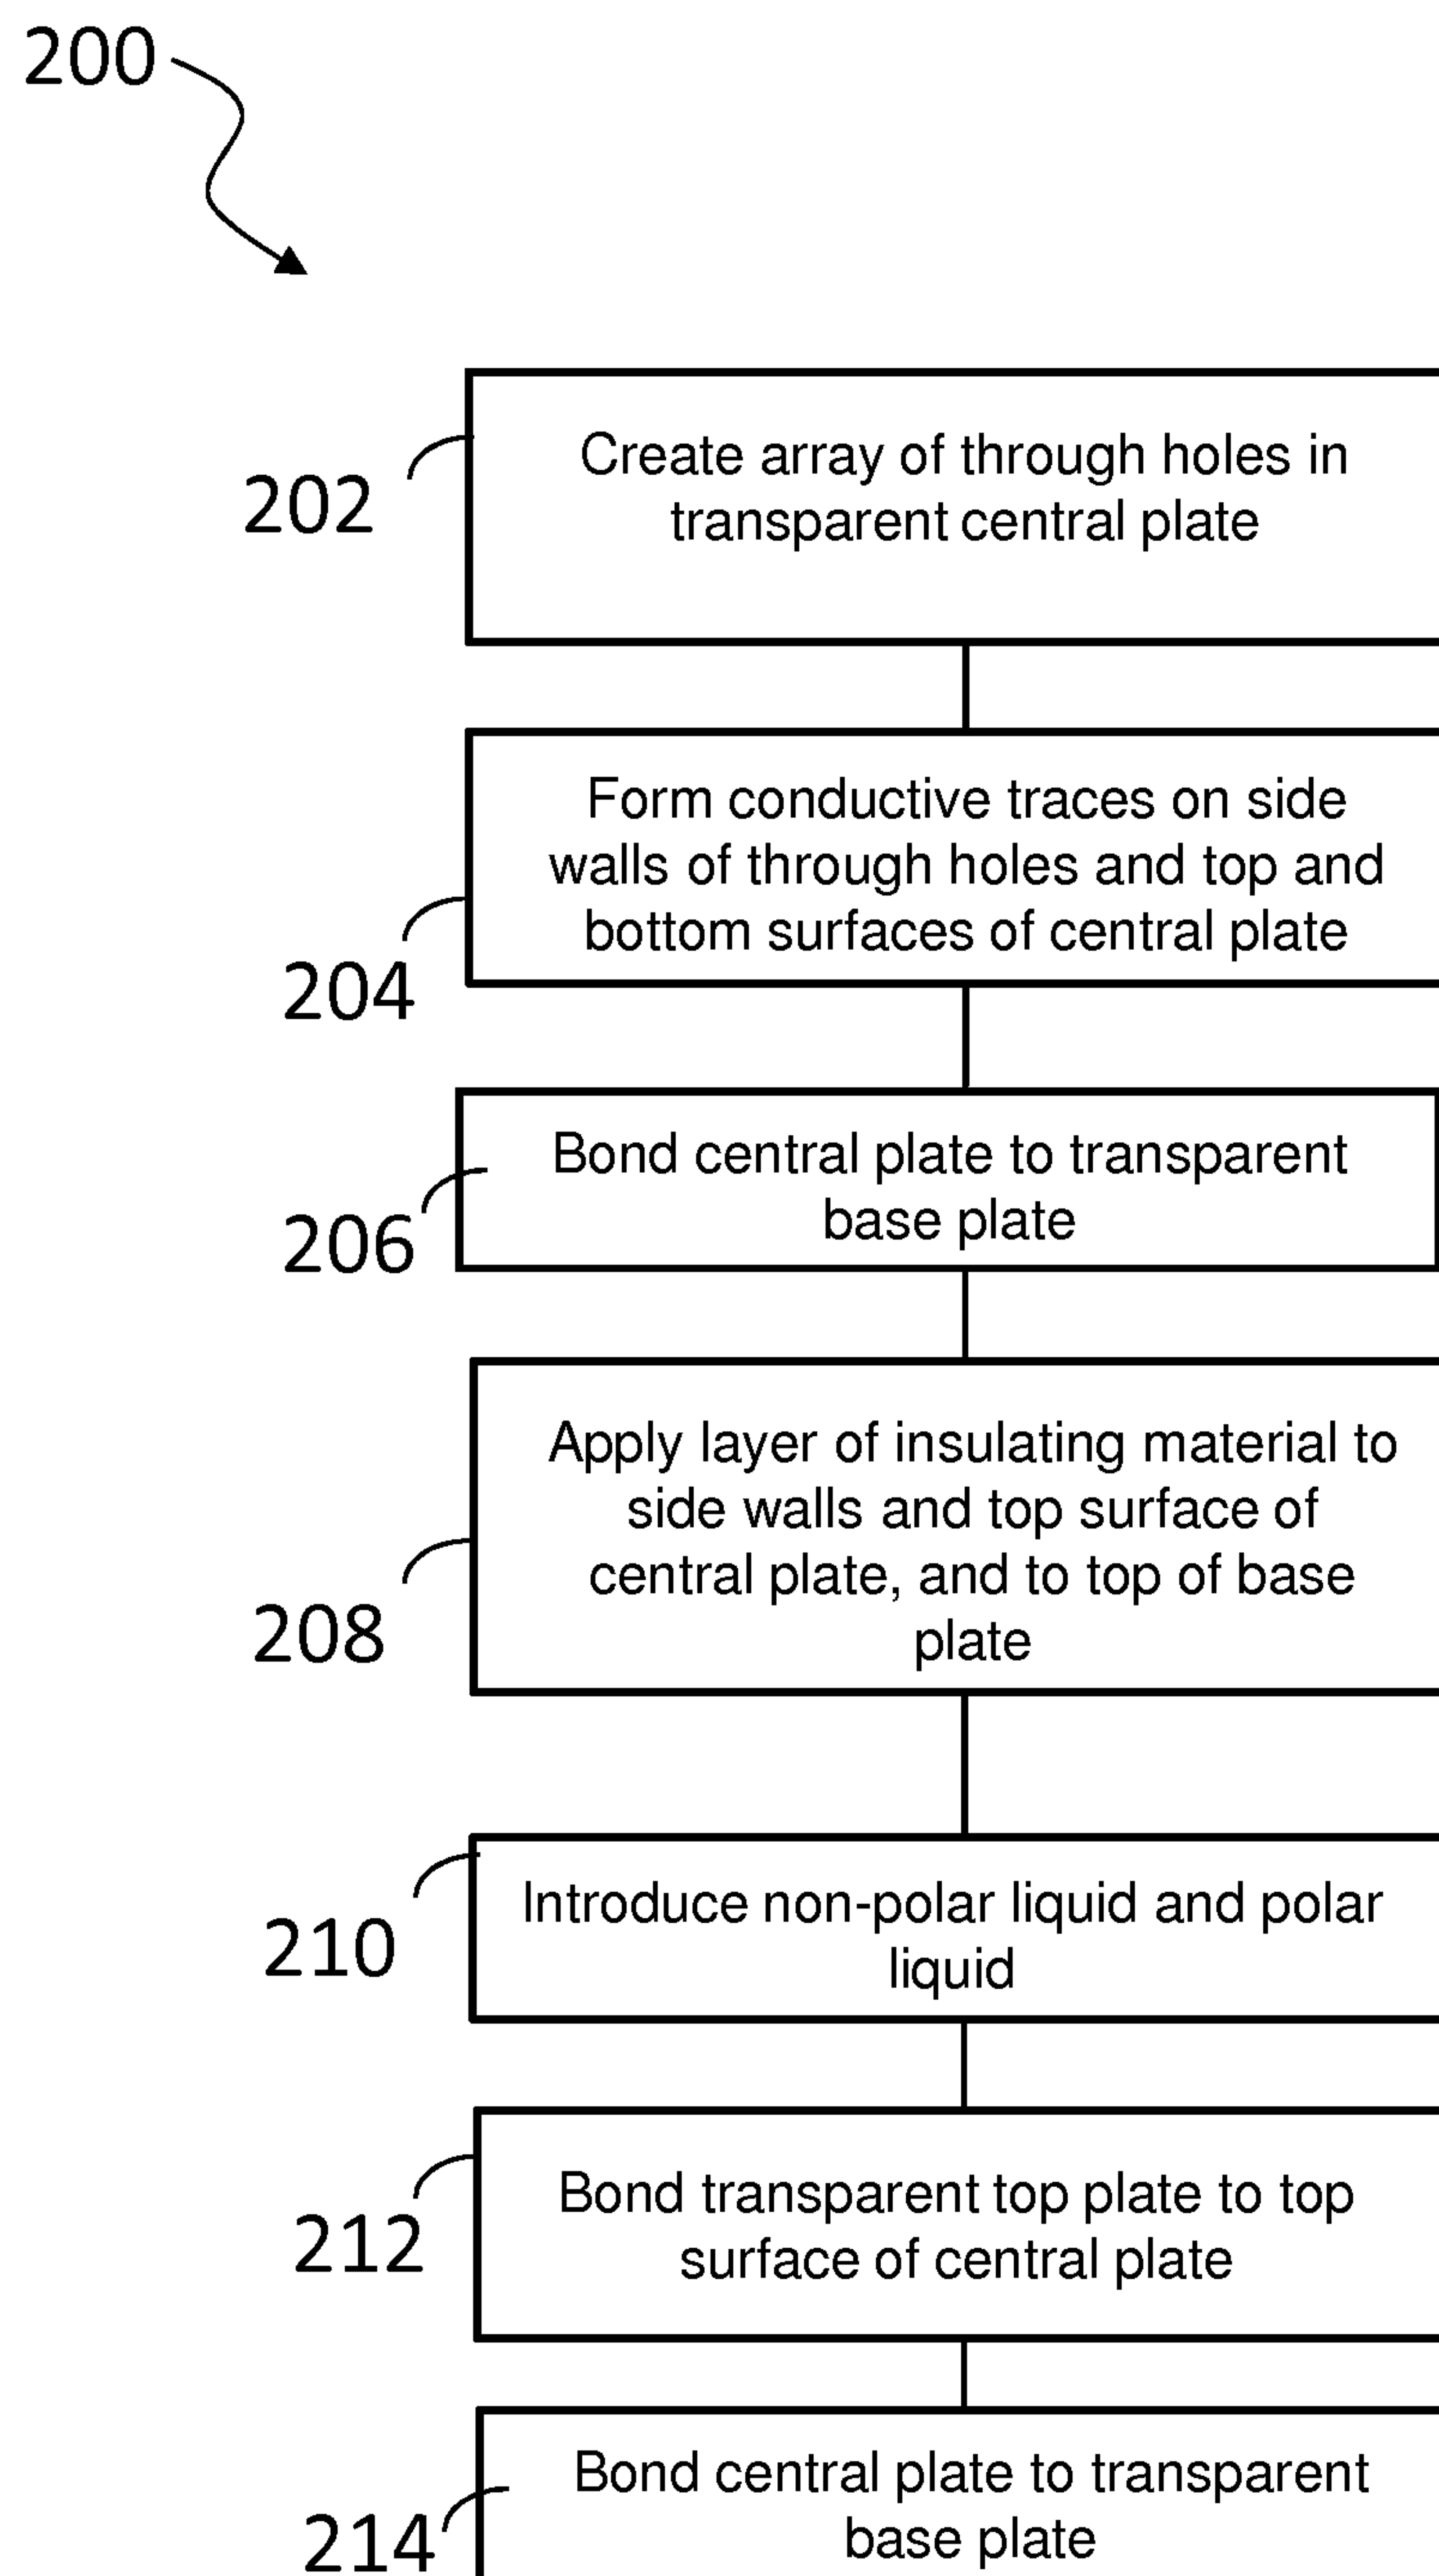 200
202
Create array of through holes in
transparent central plate
204
Form conductive traces on side
walls of through holes and top and
bottom surfaces of central plate
206
Bond central plate to transparent
base plate
208
Apply layer of insulating material to
side walls and top surface of
central plate, and to top of base
plate
210
Introduce non-polar liquid and polar
liquid
212
Bond transparent top plate to top
surface of central plate
214
Bond central plate to transparent
base plate